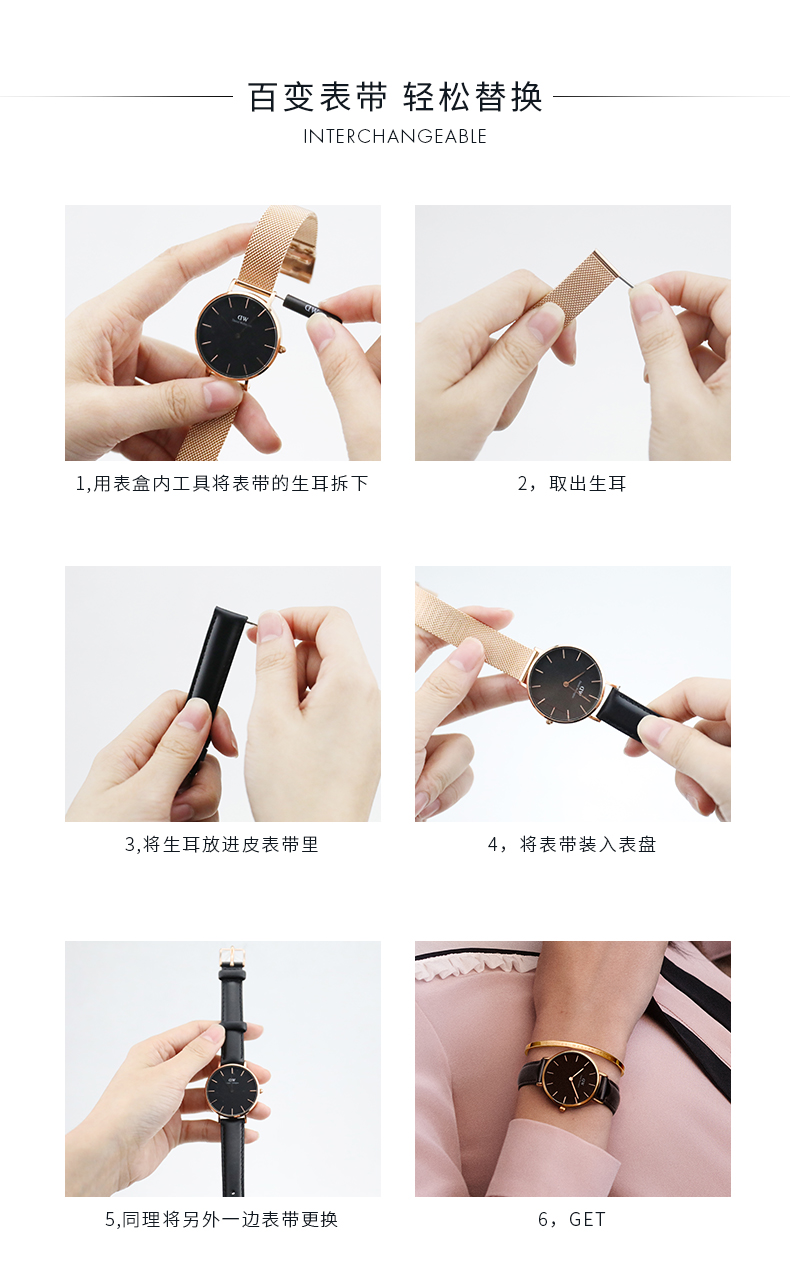 百变表带 轻松替换
INTERCHANGEABLE
DW
1,用表盒内工具将表带的生耳拆下
2，取出生耳
3,将生耳放进皮表带里
4，将表带装入表盘
DW
5,同理将另外一边表带更换
6，GET